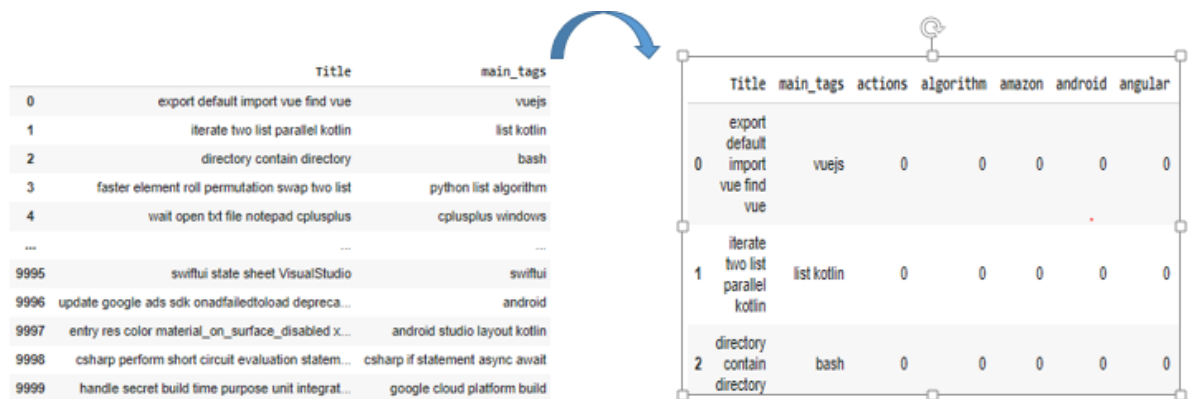 Title main_tags
0 export default import vue find vue vuejs
1 iterate two list parallel kotlin list kotlin
2 directory contain directory bash
3 faster element roll permutation swap two list python list algorithm
4 wait open txt file notepad cplusplus cplusplus windows
... ... ...
9995 swiftui state sheet VisualStudio swiftui
9996 update google ads sdk onadfailedtoload depreca... android
9997 entry res color material_on_surface_disabled x... android studio layout kotlin
9998 csharp perform short circuit evaluation statem... csharp if statement async await
9999 handle secret build time purpose unit integrat... google cloud platform build
Title main_tags actions algorithm amazon android angular
export
default
0 import vuejs 0 0 0 0 0
vue find
vue
iterate
two list
1 parallel list kotlin 0 0 0 0 0
kotlin
directory
2 contain bash 0 0 0 0 0
directory